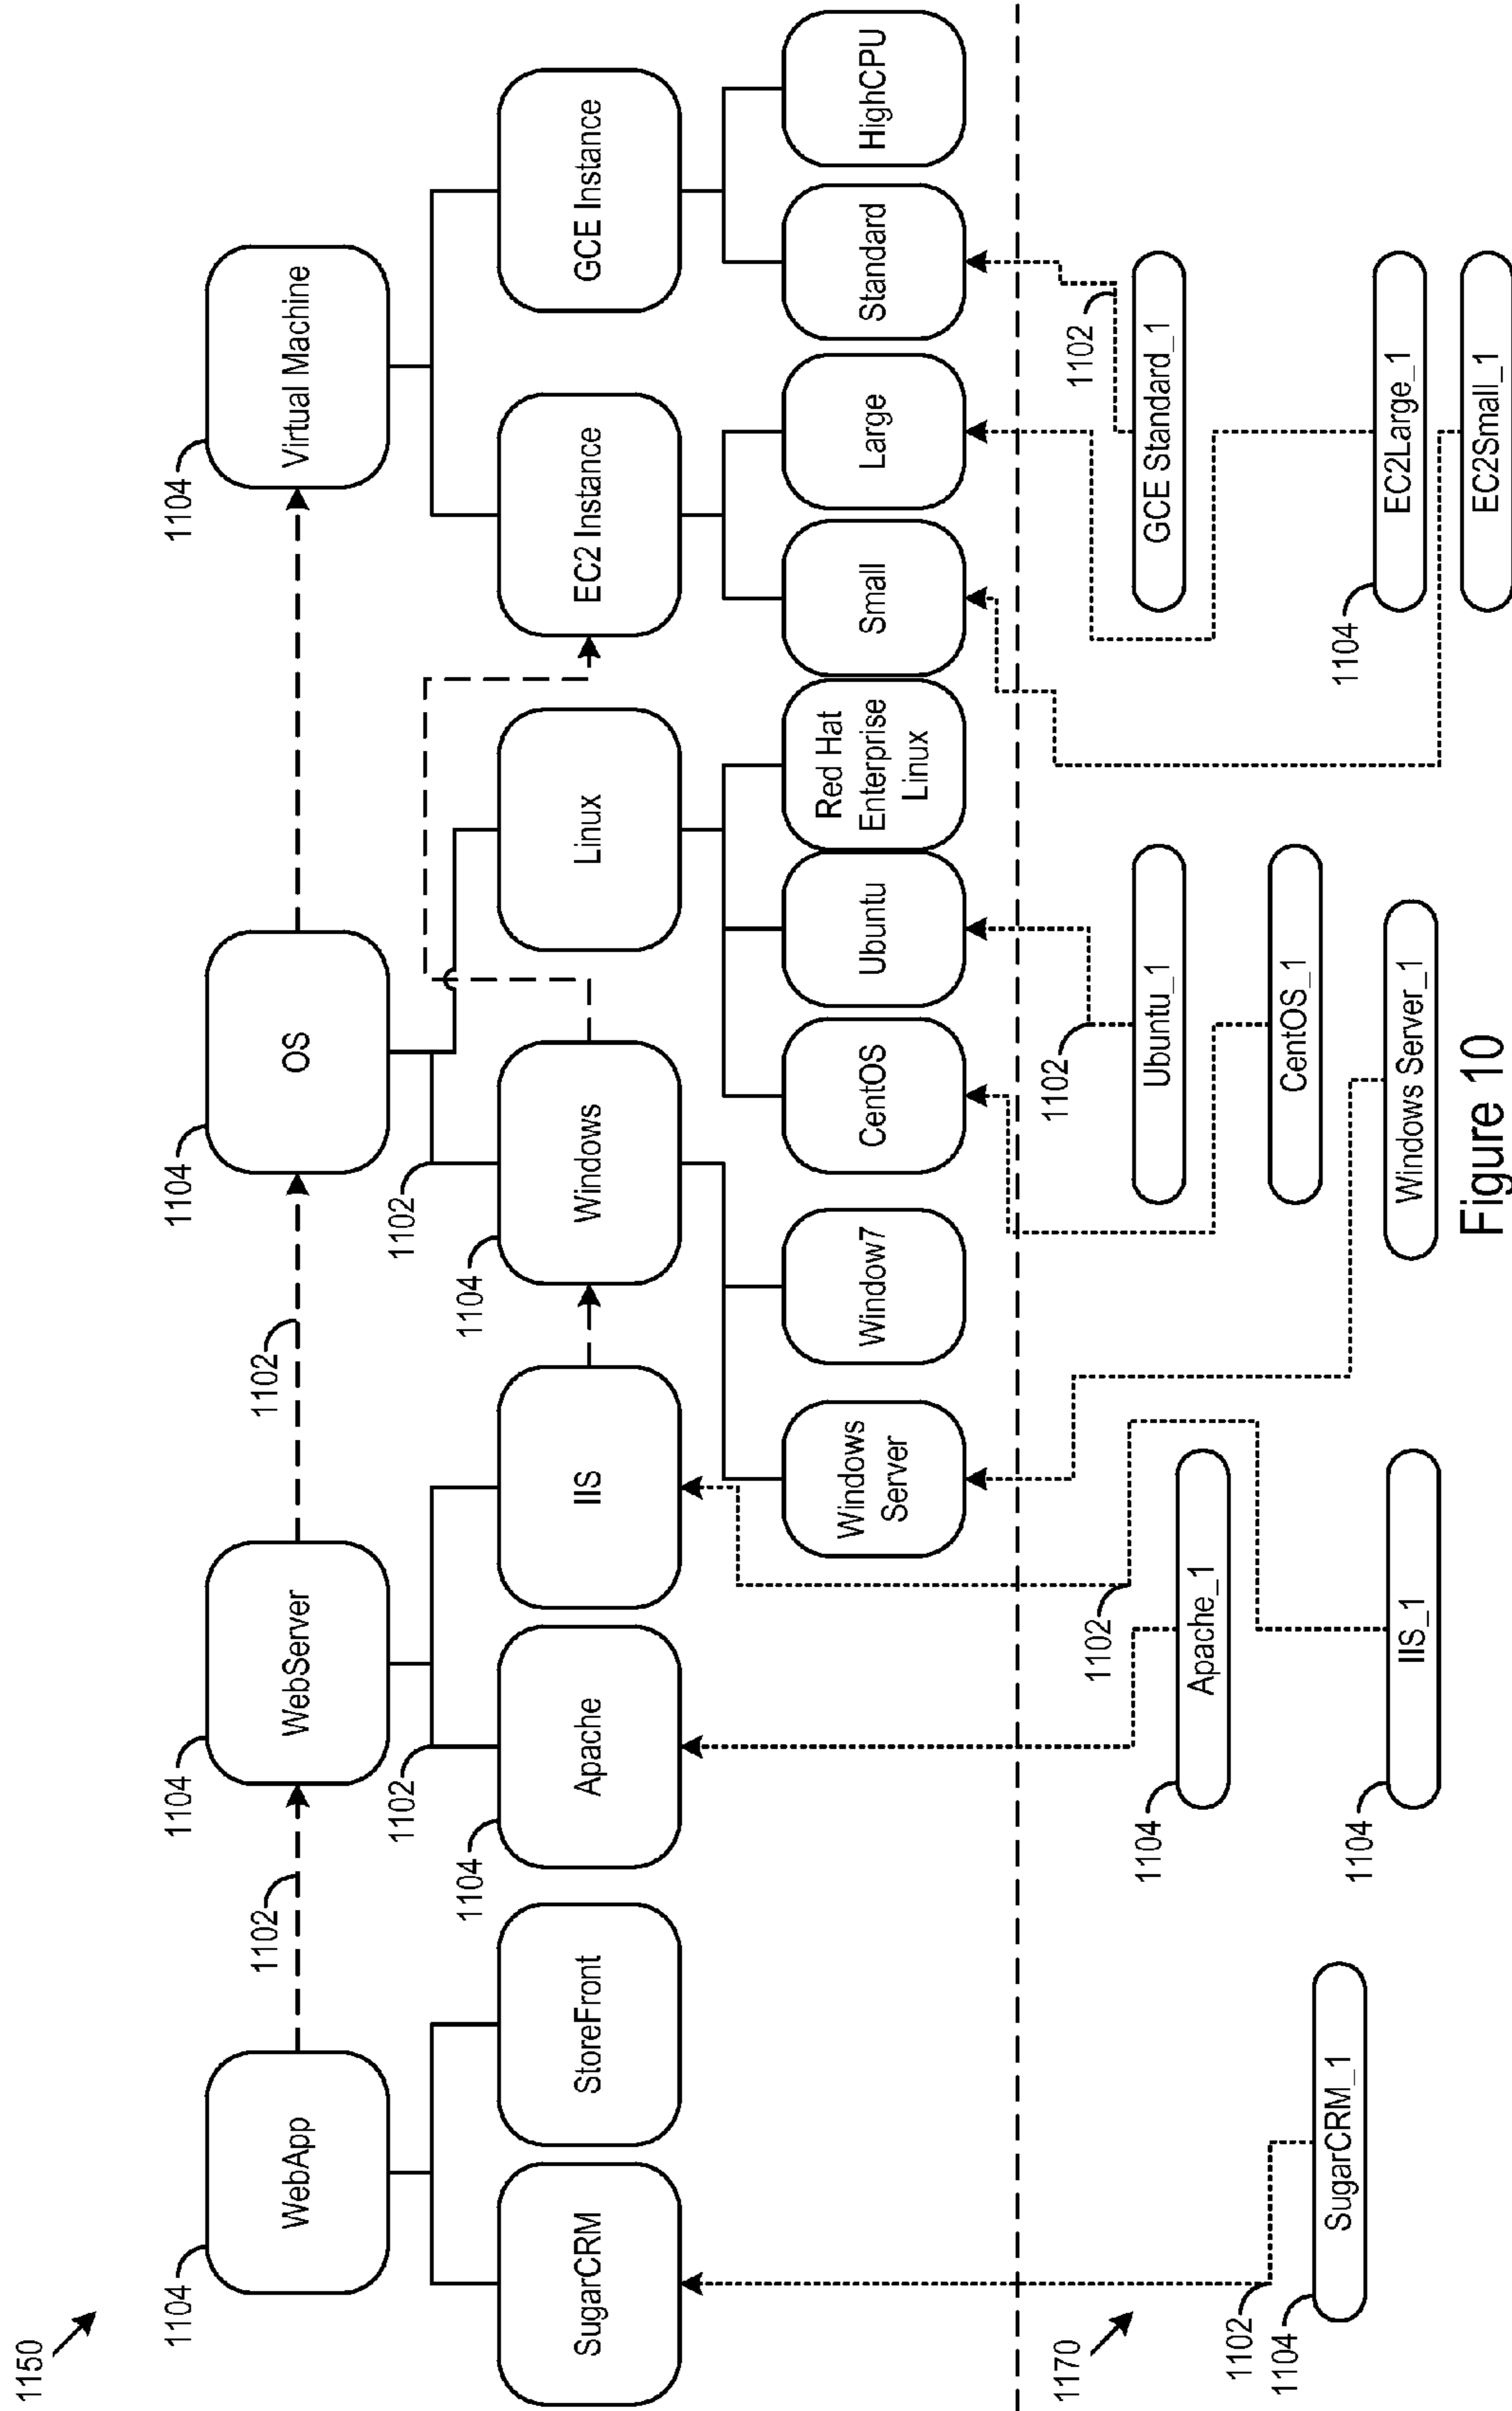 1150
1104
WebApp
1102
1104
WebServer
1102
1104
OS
1104
Virtual Machine
SugarCRM
StoreFront
1102
1104
Apache
IIS
1102
1104
Windows
Linux
EC2 Instance
GCE Instance
Windows
Server
Window7
CentOS
Ubuntu
Red Hat
Enterprise
Linux
Small
Large
Standard
HighCPU
1170
1102
1104
SugarCRM_1
1102
1104
Apache_1
1104
IIS_1
1102
Ubuntu_1
CentOS_1
Windows Server_1
1102
GCE Standard_1
1104
EC2Large_1
EC2Small_1
Figure 10